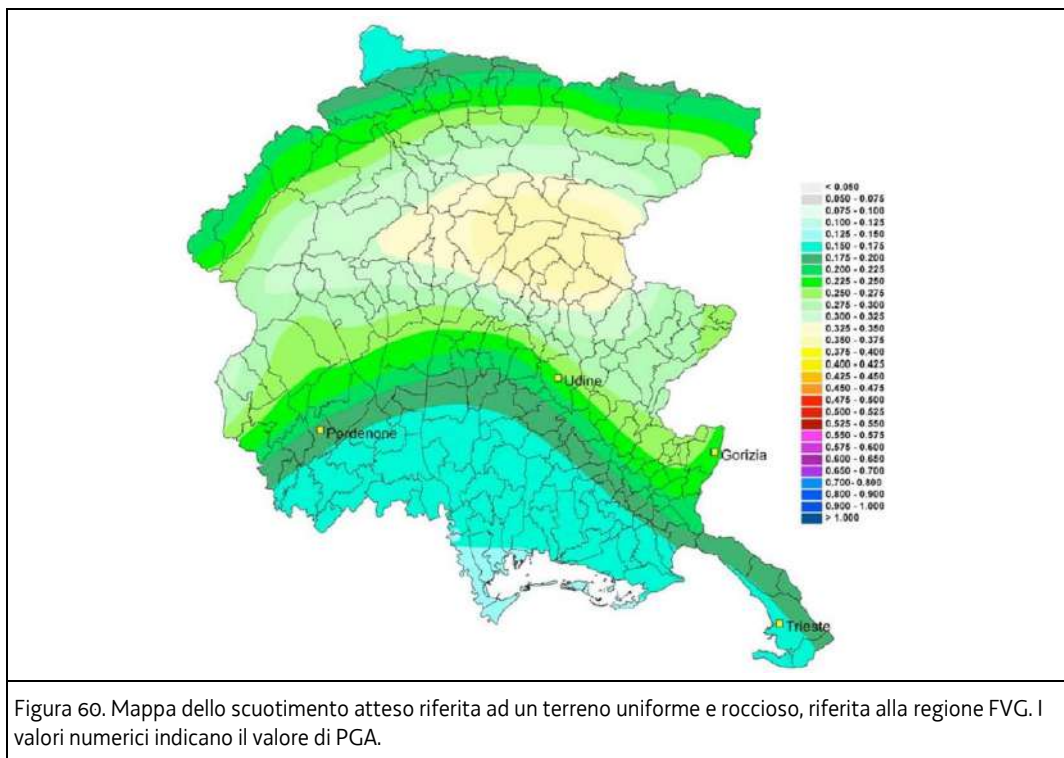 < 0.050
0.050 - 0.075
0.075 - 0.100
0.100 - 0.125
0.125 - 0.150
0.150 - 0.175
0.175 - 0.200
0.200 - 0.225
0.225 - 0.250
0.250 - 0.275
0.275 - 0.300
0.300 - 0.325
0.325 - 0.350
0.350 - 0.375
0.375 - 0.400
0.400 - 0.425
0.425 - 0.450
0.450 - 0.475
0.475 - 0.500
0.500 - 0.525
0.525 - 0.550
0.550 - 0.575
0.575 - 0.600
0.600 - 0.650
0.650 - 0.700
0.700- 0.800
0.800 - 0.900
0.900 - 1.000
> 1.000
Udine
Pordenone
Gorizia
Trieste
Figura 60. Mappa dello scuotimento atteso riferita ad un terreno uniforme e roccioso, riferita alla regione FVG. I
valori numerici indicano il valore di PGA.